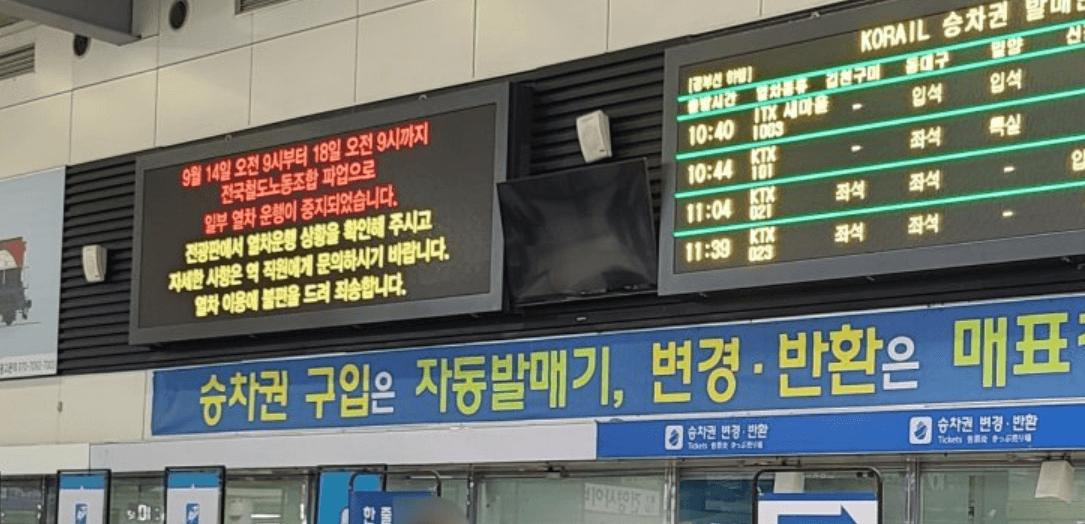 9월 14일 오전 9시부터 18일 오전 9시까지
전국철도노동조합 파업으로
일부 열차 운행이 중지되었습니다.
전광판에서 열차운행 상황을 확인해 주시고
자세한 사항은 역 직원에게 문의하시기 바랍니다.
열차 이용에 불편을 드려 죄송합니다.
KORAIL 승차권 발매
[경부선 하행]
출발시간 열차종류 김천구미 동대구 밀양
10:40 ITX 새마을 1003 - 입석 입석
10:44 KTX 101 - 좌석 특실
11:04 KTX 021 좌석 좌석 -
11:39 KTX 023 좌석 좌석 -
승차권 구입은 자동발매기, 변경·반환은 매표
승차권 변경·반환
Tickets
승차권 변경·반환
Tickets
한 줄